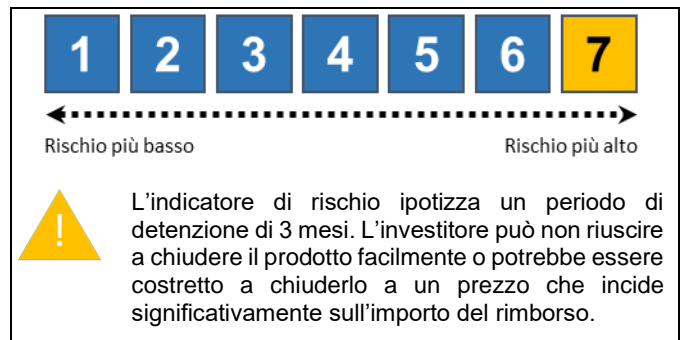 1 2 3 4 5 6 7
Rischio più basso Rischio più alto
!
L'indicatore di rischio ipotizza un periodo di
detenzione di 3 mesi. L'investitore può non riuscire
a chiudere il prodotto facilmente o potrebbe essere
costretto a chiuderlo a un prezzo che incide
significativamente sull'importo del rimborso.